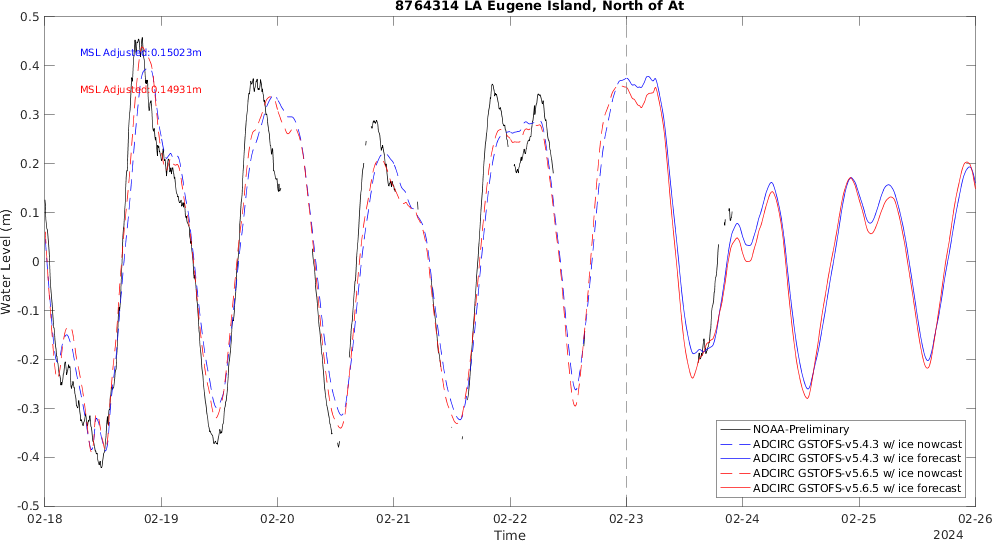 8764314 LA Eugene Island, North of At
MSL Adjusted:0.15023m
MSL Adjusted:0.14931m
Water Level (m)
0.5
0.4
0.3
0.2
0.1
0
-0.1
-0.2
-0.3
-0.4
-0.5
02-18 02-19 02-20 02-21 02-22 02-23 02-24 02-25 02-26
Time
2024
NOAA-Preliminary
ADCIRC GSTOFS-v5.4.3 w/ ice nowcast
ADCIRC GSTOFS-v5.4.3 w/ ice forecast
ADCIRC GSTOFS-v5.6.5 w/ ice nowcast
ADCIRC GSTOFS-v5.6.5 w/ ice forecast